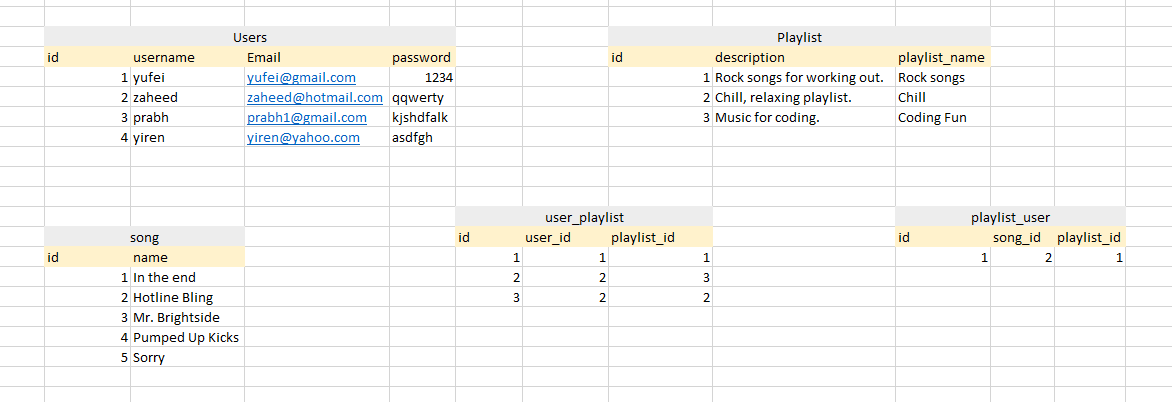 Users
id username Email password
1 yufei yufei@gmail.com 1234
2 zaheed zaheed@hotmail.com qqwerty
3 prabh prabh1@gmail.com kjshdfalk
4 yiren yiren@yahoo.com asdfgh
Playlist
id description playlist_name
1 Rock songs for working out. Rock songs
2 Chill, relaxing playlist. Chill
3 Music for coding. Coding Fun
song
id name
1 In the end
2 Hotline Bling
3 Mr. Brightside
4 Pumped Up Kicks
5 Sorry
user_playlist
id user_id playlist_id
1 1 1
2 2 3
3 2 2
playlist_user
id song_id playlist_id
1 2 1